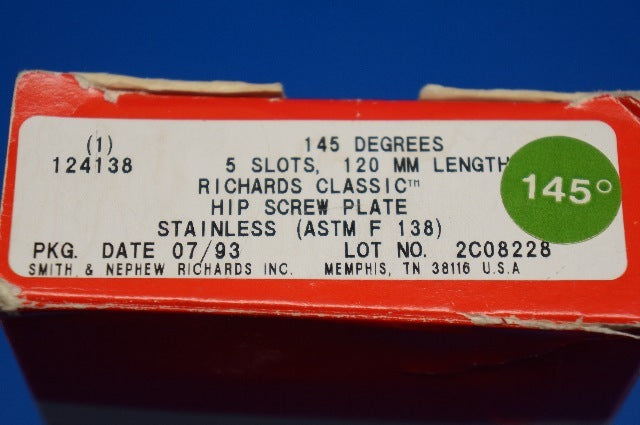 (1) 145 DEGREES
124138 5 SLOTS, 120 MM LENGTH
RICHARDS CLASSIC™
HIP SCREW PLATE
STAINLESS (ASTM F 138)
PKG. DATE 07/93 LOT NO. 2C08228
SMITH & NEPHEW RICHARDS INC. MEMPHIS, TN 38116 U.S.A
145°